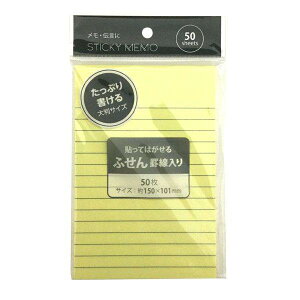 メモ・伝言に
STICKY MEMO
50
sheets
たっぷり
書ける
大判サイズ
貼ってはがせる
ふせん罫線入り
50枚
サイズ:約150×101mm